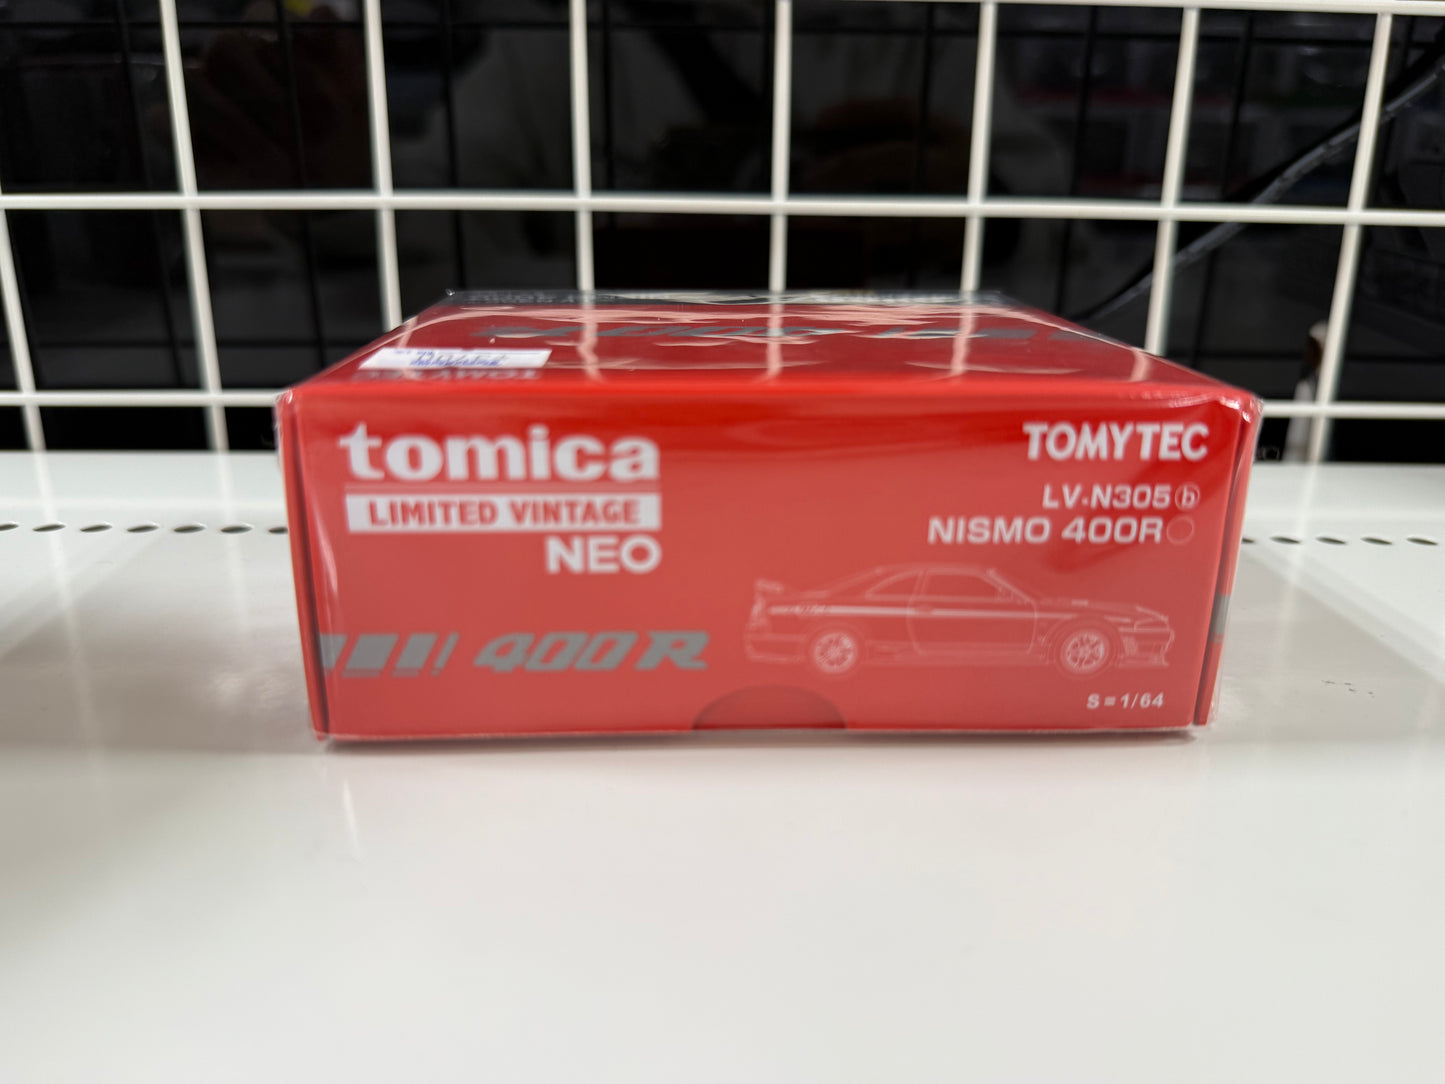 tomica
LIMITED VINTAGE
NEO
400R
TOMYTEC
LV-N305ⓑ
NISMO 400R
S=1/64